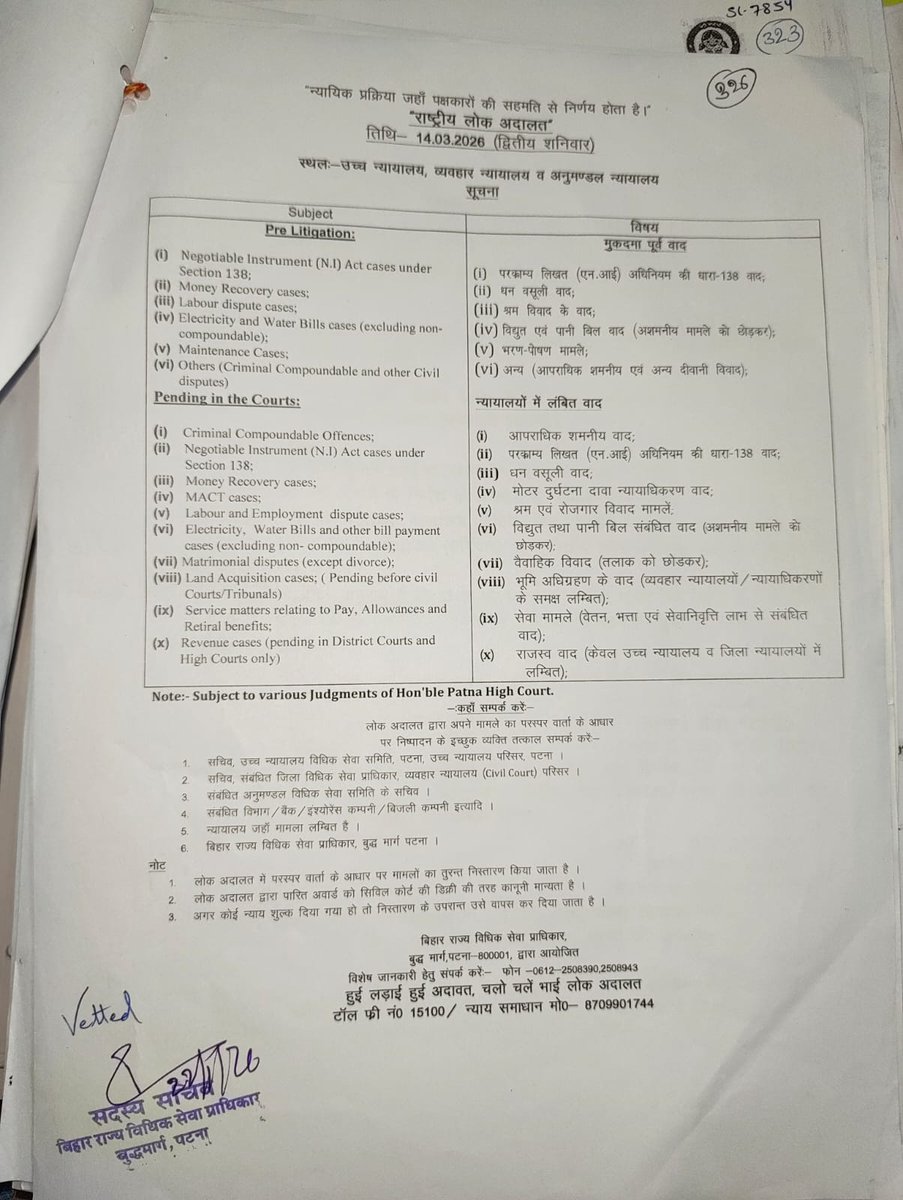 SL-7854
323
326
"न्यायिक प्रक्रिया जहाँ पक्षकारों की सहमति से निर्णय होता है।"
"राष्ट्रीय लोक अदालत"
तिथि– 14.03.2026 (द्वितीय शनिवार)
स्थलः–उच्च न्यायालय, व्यवहार न्यायालय व अनुमण्डल न्यायालय
सूचना
Subject
Pre Litigation:
(i) Negotiable Instrument (N.I) Act cases under
Section 138;
(ii) Money Recovery cases;
(iii) Labour dispute cases;
(iv) Electricity and Water Bills cases (excluding non-
compoundable);
(v) Maintenance Cases;
(vi) Others (Criminal Compoundable and other Civil
disputes)
Pending in the Courts:
(i) Criminal Compoundable Offences;
(ii) Negotiable Instrument (N.I) Act cases under
Section 138;
(iii) Money Recovery cases;
(iv) MACT cases;
(v) Labour and Employment dispute cases;
(vi) Electricity, Water Bills and other bill payment
cases (excluding non- compoundable);
(vii) Matrimonial disputes (except divorce);
(viii) Land Acquisition cases; ( Pending before civil
Courts/Tribunals)
(ix) Service matters relating to Pay, Allowances and
Retiral benefits;
(x) Revenue cases (pending in District Courts and
High Courts only)
विषय
मुकदमा पूर्व वाद
(i) परकाम्य लिखत (एन.आई) अधिनियम की धारा-138 वाद;
(ii) धन वसूली वाद;
(iii) श्रम विवाद के वाद;
(iv) विद्युत एवं पानी बिल वाद (अशमनीय मामले को छोड़कर);
(v) भरण-पोषण मामले;
(vi) अन्य (आपराधिक शमनीय एवं अन्य दीवानी विवाद);
न्यायालयों में लंबित वाद
(i) आपराधिक शमनीय वाद;
(ii) परकाम्य लिखत (एन.आई) अधिनियम की धारा-138 वाद;
(iii) धन वसूली वाद;
(iv) मोटर दुर्घटना दावा न्यायाधिकरण वाद;
(v) श्रम एवं रोजगार विवाद मामलें;
(vi) विद्युत तथा पानी बिल संबंधित वाद (अशमनीय मामले को
छोड़कर);
(vii) वैवाहिक विवाद (तलाक को छोडकर);
(viii) भूमि अधिग्रहण के वाद (व्यवहार न्यायालयों/न्यायाधिकरणों
के समक्ष लम्बित);
(ix) सेवा मामले (वेतन, भत्ता एवं सेवानिवृत्ति लाभ से संबंधित
वाद);
(x) राजस्व वाद (केवल उच्च न्यायालय व जिला न्यायालयों में
लम्बित);
Note:- Subject to various Judgments of Hon'ble Patna High Court.
–:कहाँ सम्पर्क करें:–
लोक अदालत द्वारा अपने मामले का परस्पर वार्ता के आधार
पर निष्पादन के इच्छुक व्यक्ति तत्काल सम्पर्क करें:–
1. सचिव, उच्च न्यायालय विधिक सेवा समिति, पटना, उच्च न्यायालय परिसर, पटना ।
2. सचिव, संबंधित जिला विधिक सेवा प्राधिकार, व्यवहार न्यायालय (Civil Court) परिसर ।
3. संबंधित अनुमण्डल विधिक सेवा समिति के सचिव ।
4. संबंधित विभाग/बैंक/इंश्योरेंस कम्पनी/बिजली कम्पनी इत्यादि ।
5. न्यायालय जहाँ मामला लम्बित है ।
6. बिहार राज्य विधिक सेवा प्राधिकार, बुद्ध मार्ग पटना ।
नोट
1. लोक अदालत में परस्पर वार्ता के आधार पर मामलों का तुरन्त निस्तारण किया जाता है ।
2. लोक अदालत द्वारा पारित अवार्ड को सिविल कोर्ट की डिक्री की तरह कानूनी मान्यता है ।
3. अगर कोई न्याय शुल्क दिया गया हो तो निस्तारण के उपरान्त उसे वापस कर दिया जाता है ।
बिहार राज्य विधिक सेवा प्राधिकार,
बुद्ध मार्ग,पटना–800001, द्वारा आयोजित
विशेष जानकारी हेतु संपर्क करें:– फोन –0612–2508390,2508943
हुई लड़ाई हुई अदावत, चलो चलें भाई लोक अदालत
टॉल फ्री नं0 15100/ न्याय समाधान मो0– 8709901744
Vetted
सदस्य सचिव
बिहार राज्य विधिक सेवा प्राधिकार
बुद्धमार्ग, पटना